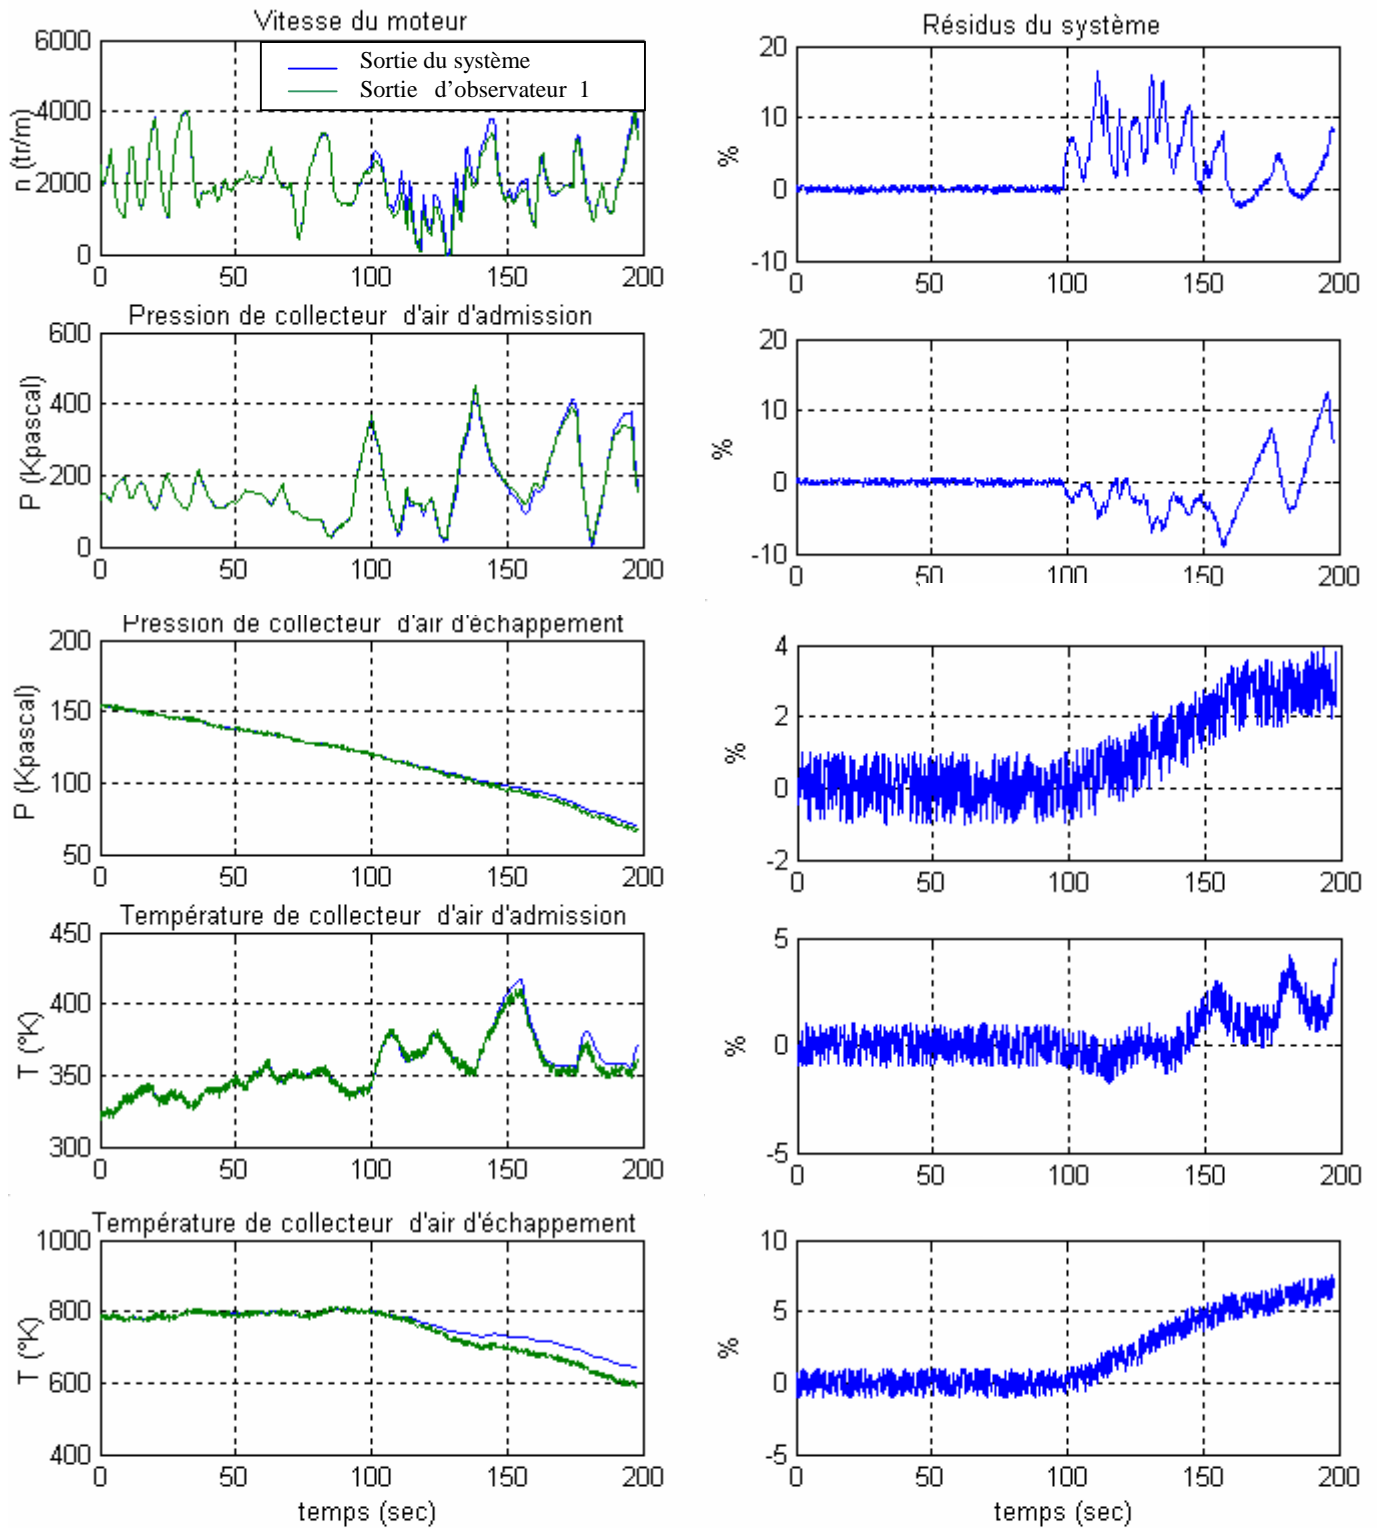 Vitesse du moteur
6000
4000
2000
0
n (tr/m)
Sortie du système
Sortie d'observateur 1
0 50 100 150 200
Résidus du système
20
10
0
-10
%
0 50 100 150 200
Pression de collecteur d'air d'admission
600
400
200
0
P (Kpascal)
0 50 100 150 200
20
10
0
-10
%
0 50 100 150 200
Pression de collecteur d'air d'échappement
200
150
100
50
P (Kpascal)
0 50 100 150 200
4
2
0
-2
%
0 50 100 150 200
Température de collecteur d'air d'admission
450
400
350
300
T (°K)
0 50 100 150 200
5
0
-5
%
0 50 100 150 200
Température de collecteur d'air d'échappement
1000
800
600
400
T (°K)
0 50 100 150 200
temps (sec)
10
5
0
-5
%
0 50 100 150 200
temps (sec)